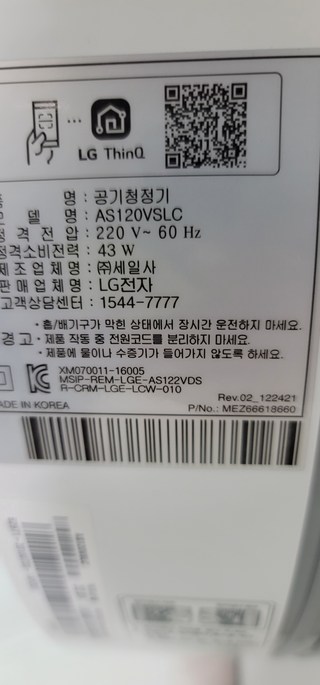 LG ThinQ
명 : 공기청정기
델 명 : AS120VSLC
격 전 압 : 220 V~ 60 Hz
격소비전력 : 43 W
제조업체명 : ㈜세일사
판매업체명 : LG전자
고객상담센터 : 1544-7777
• 흡/배기구가 막힌 상태에서 장시간 운전하지 마세요.
경고 • 제품 작동 중 전원코드를 분리하지 마세요.
• 제품에 물이나 수증기가 들어가지 않도록 하세요.
XM070011-16005
MSIP-REM-LGE-AS122VDS
R-CRM-LGE-LCW-010
Rev.02_122421
MADE IN KOREA
P/No.: MEZ66618660